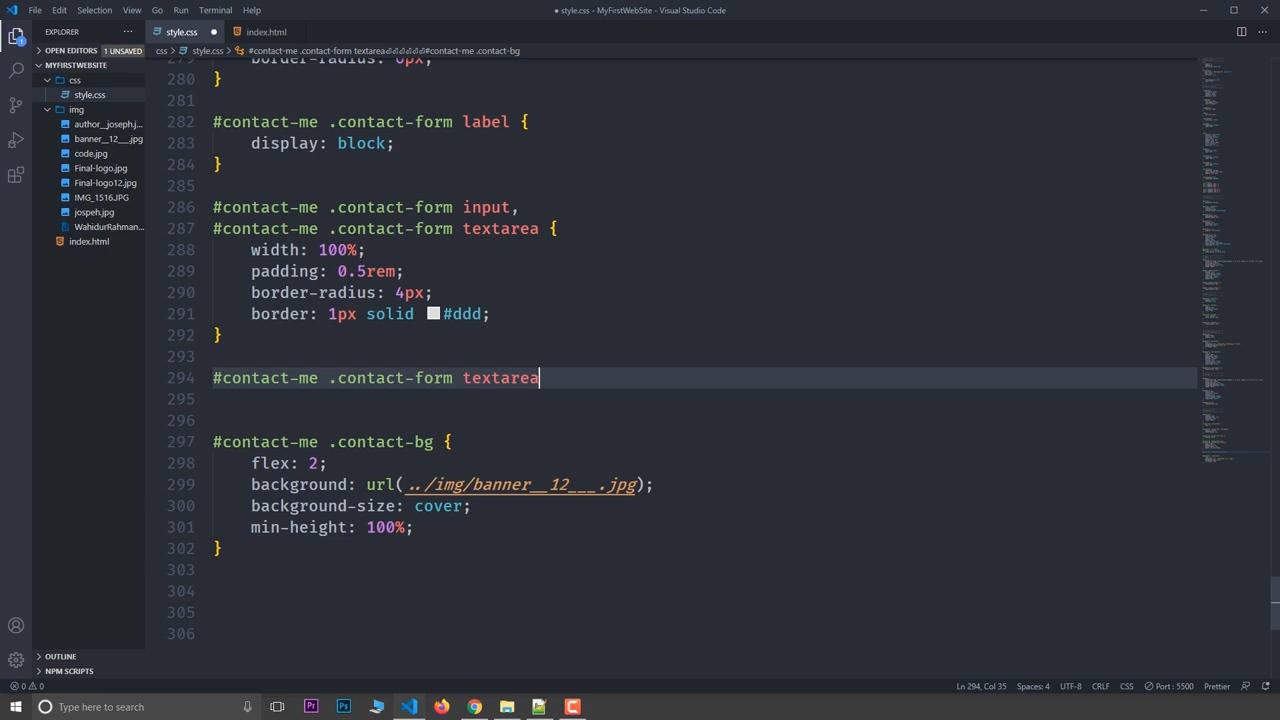 File Edit Selection View Go Run Terminal Help
● style.css - MyFirstWebSite - Visual Studio Code
EXPLORER ···
style.css ●
index.html
OPEN EDITORS 1 UNSAVED
css > style.css > #contact-me .contact-form textarea⏎⏎⏎⏎⏎⏎#contact-me .contact-bg
MYFIRSTWEBSITE
css
style.css
img
author__joseph.j...
banner__12___.jpg
code.jpg
Final-logo.jpg
Final-logo12.jpg
IMG_1516.JPG
jospeh.jpg
WahidurRahman...
index.html
279 border-radius: 6px;
280 }
281
282 #contact-me .contact-form label {
283 display: block;
284 }
285
286 #contact-me .contact-form input,
287 #contact-me .contact-form textarea {
288 width: 100%;
289 padding: 0.5rem;
290 border-radius: 4px;
291 border: 1px solid #ddd;
292 }
293
294 #contact-me .contact-form textarea
295
296
297 #contact-me .contact-bg {
298 flex: 2;
299 background: url(../img/banner__12___.jpg);
300 background-size: cover;
301 min-height: 100%;
302 }
303
304
305
306
OUTLINE
NPM SCRIPTS
0 0
Ln 294, Col 35 Spaces: 4 UTF-8 CRLF CSS Port : 5500 Prettier
Type here to search
Pr
Ps